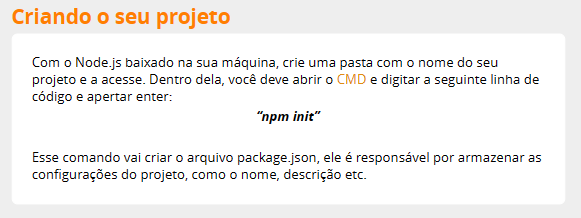 Criando o seu projeto
Com o Node.js baixado na sua máquina, crie uma pasta com o nome do seu
projeto e a acesse. Dentro dela, você deve abrir o CMD e digitar a seguinte linha de
código e apertar enter:
“npm init”
Esse comando vai criar o arquivo package.json, ele é responsável por armazenar as
configurações do projeto, como o nome, descrição etc.